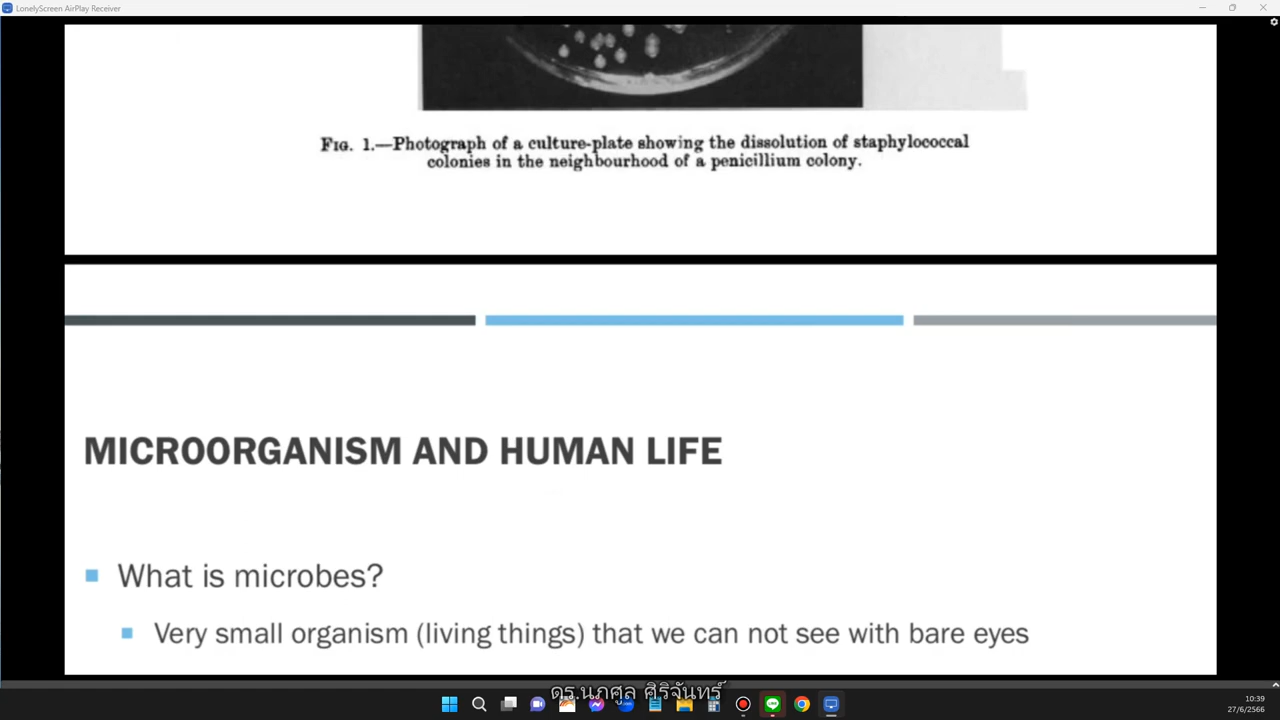 LonelyScreen AirPlay Receiver
FIG. 1.—Photograph of a culture-plate showing the dissolution of staphylococcal
colonies in the neighbourhood of a penicillium colony.
MICROORGANISM AND HUMAN LIFE
What is microbes?
Very small organism (living things) that we can not see with bare eyes
ดร.นภศูล ศิริจันทร์
10:39
27/6/2566